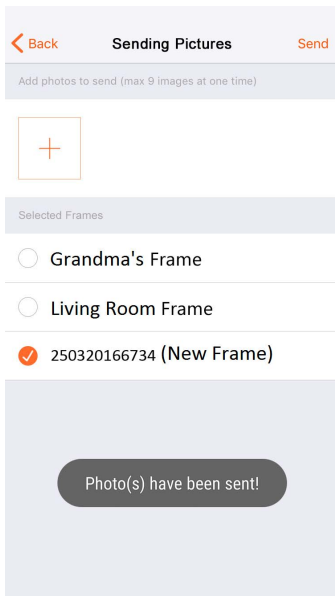 Back Sending Pictures Send
Add photos to send (max 9 images at one time)
Selected Frames
Grandma's Frame
Living Room Frame
250320166734 (New Frame)
Photo(s) have been sent!